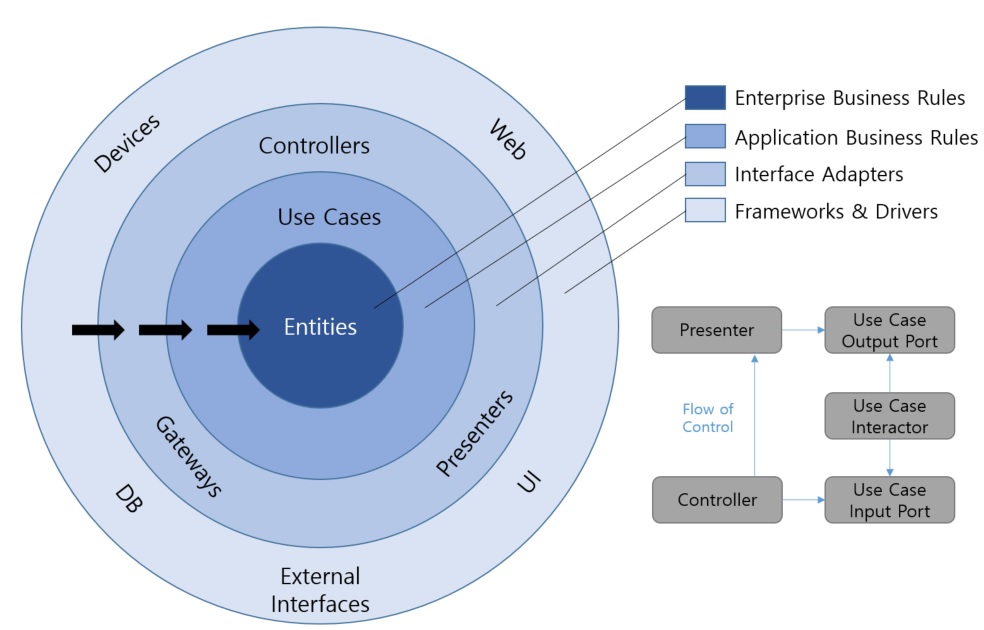 Devices
Controllers
Web
Use Cases
Entities
Gateways
Presenters
DB
UI
External
Interfaces
Enterprise Business Rules
Application Business Rules
Interface Adapters
Frameworks & Drivers
Presenter
Use Case
Output Port
Flow of
Control
Use Case
Interactor
Controller
Use Case
Input Port